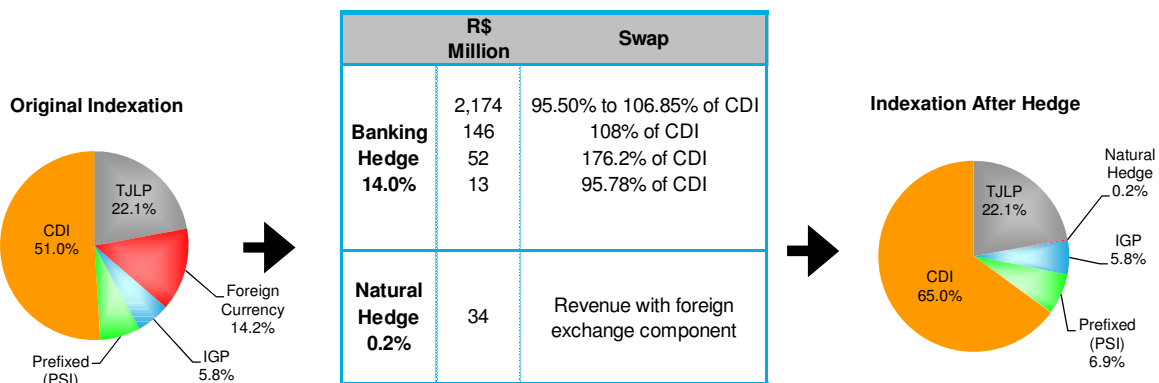 Original Indexation
TJLP
22.1%
CDI
51.0%
Foreign
Currency
14.2%
IGP
5.8%
Prefixed
(PSI)
R$
Million
Swap
Banking
Hedge
14.0%
2,174 95.50% to 106.85% of CDI
146 108% of CDI
52 176.2% of CDI
13 95.78% of CDI
Natural
Hedge
0.2%
34
Revenue with foreign
exchange component
Indexation After Hedge
Natural
Hedge
0.2%
TJLP
22.1%
IGP
5.8%
CDI
65.0%
Prefixed
(PSI)
6.9%